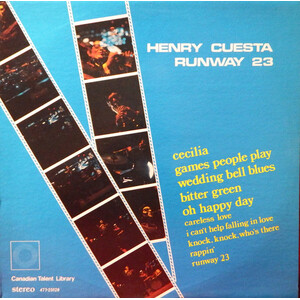 HENRY CUESTA
RUNWAY 23
cecilia
games people play
wedding bell blues
bitter green
oh happy day
careless love
i can't help falling in love
knock, knock who's there
rappin'
runway 23
Canadian Talent Library
stereo